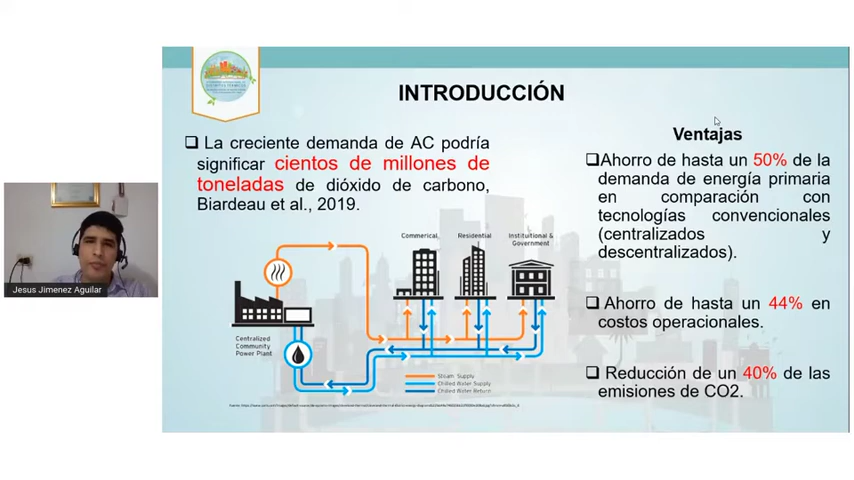 INTRODUCCIÓN
❑ La creciente demanda de AC podría
significar cientos de millones de
toneladas de dióxido de carbono,
Biardeau et al., 2019.
Ventajas
❑Ahorro de hasta un 50% de la
demanda de energía primaria
en comparación con
tecnologías convencionales
(centralizados y
descentralizados).
❑ Ahorro de hasta un 44% en
costos operacionales.
❑ Reducción de un 40% de las
emisiones de CO2.
Commerical,
Residential
Institutional &
Government
Centralized
Community
Power Plant
Steam Supply
Chilled Water Supply
Chilled Water Return
Jesus Jimenez Aguilar